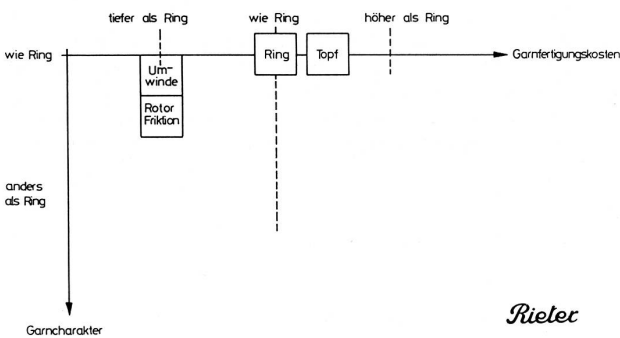 tiefer als Ring
wie Ring
höher als Ring
wie Ring
Um-
winde
Ring
Topf
Garnfertigungskosten
Rotor
Friktion
anders
als Ring
Garncharakter
Rieter